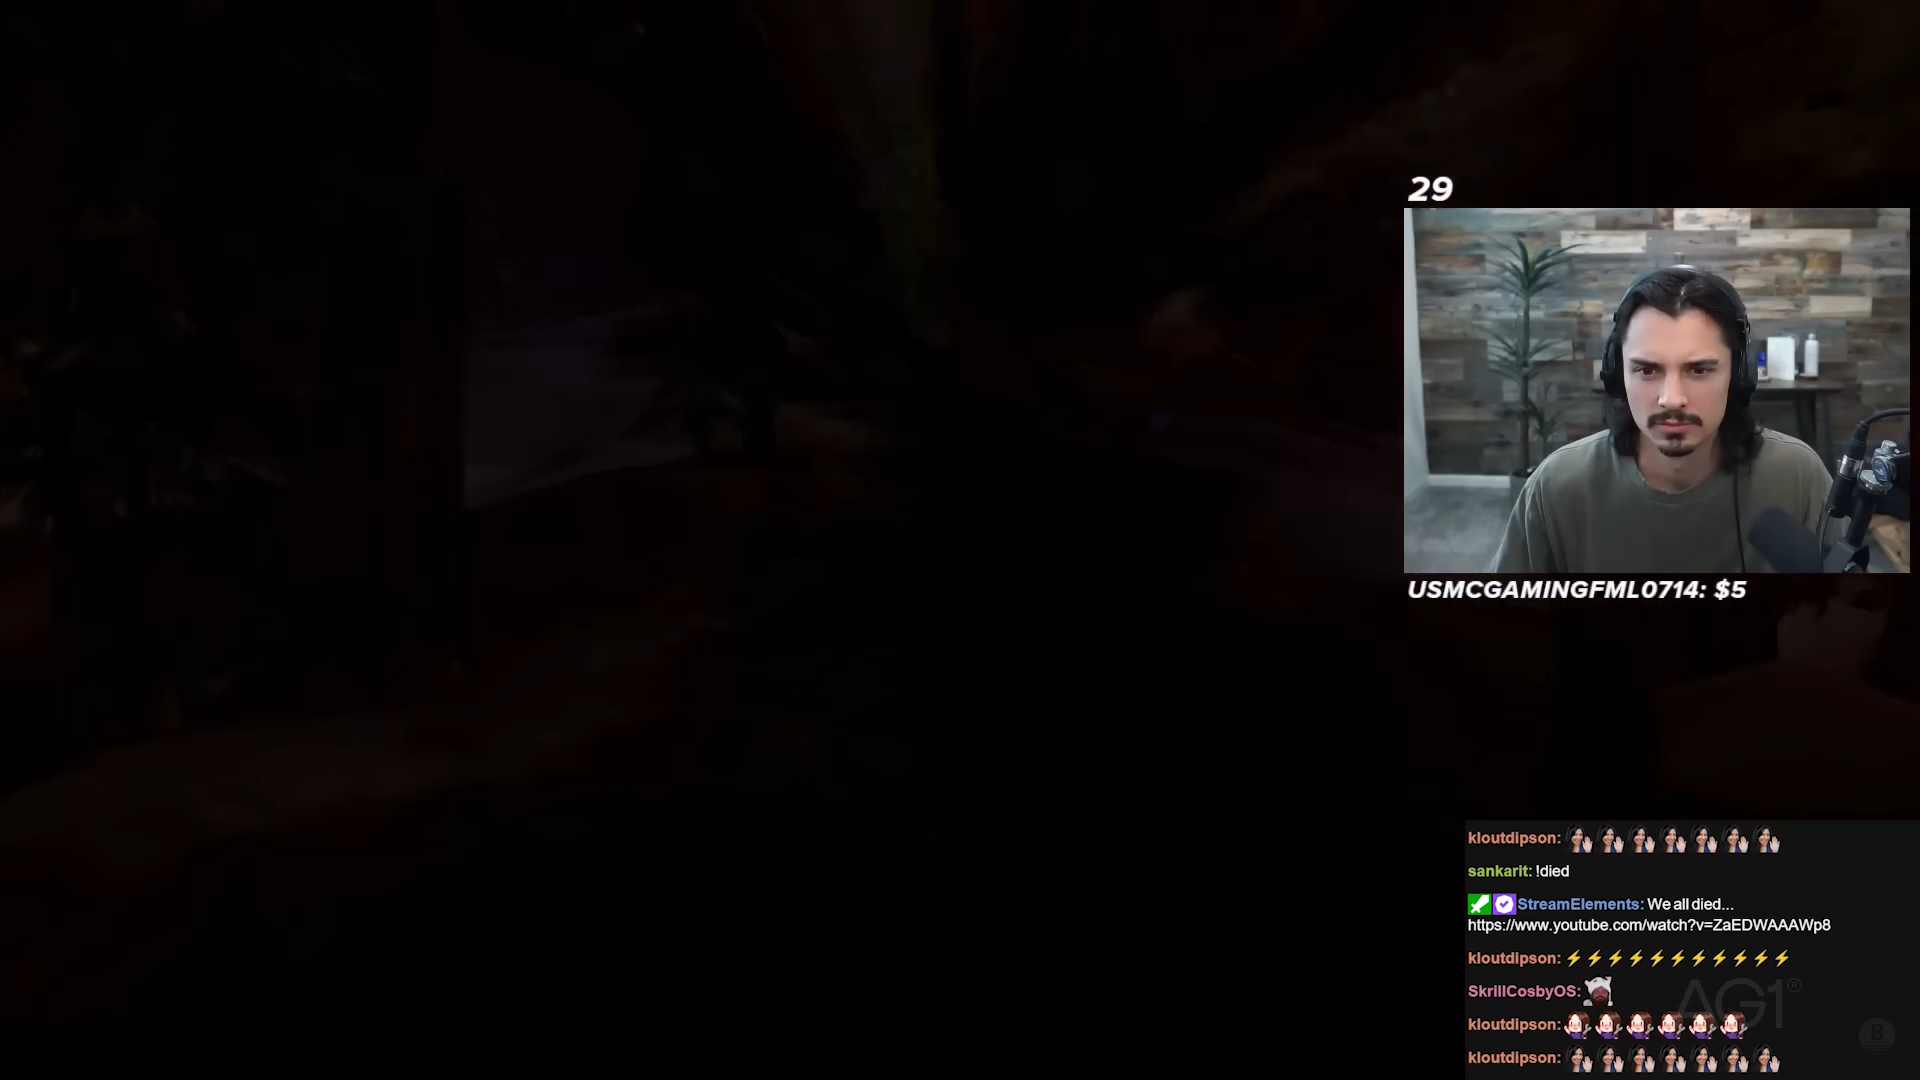 29
USMCGAMINGFML0714: $5
kloutdipson:
sankarit: !died
StreamElements: We all died...
https://www.youtube.com/watch?v=ZaEDWAAAWp8
kloutdipson: ⚡⚡⚡⚡⚡⚡⚡⚡⚡⚡⚡
SkrillCosbyOS:
AG1®
kloutdipson:
B
kloutdipson: